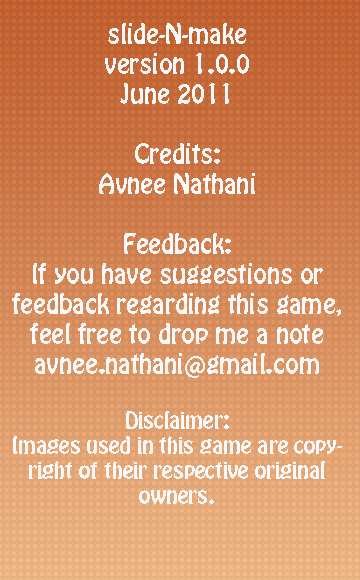 slide-N-make
version 1.0.0
June 2011
Credits:
Avnee Nathani
Feedback:
If you have suggestions or
feedback regarding this game,
feel free to drop me a note
avnee.nathani@gmail.com
Disclaimer:
Images used in this game are copy-
right of their respective original
owners.